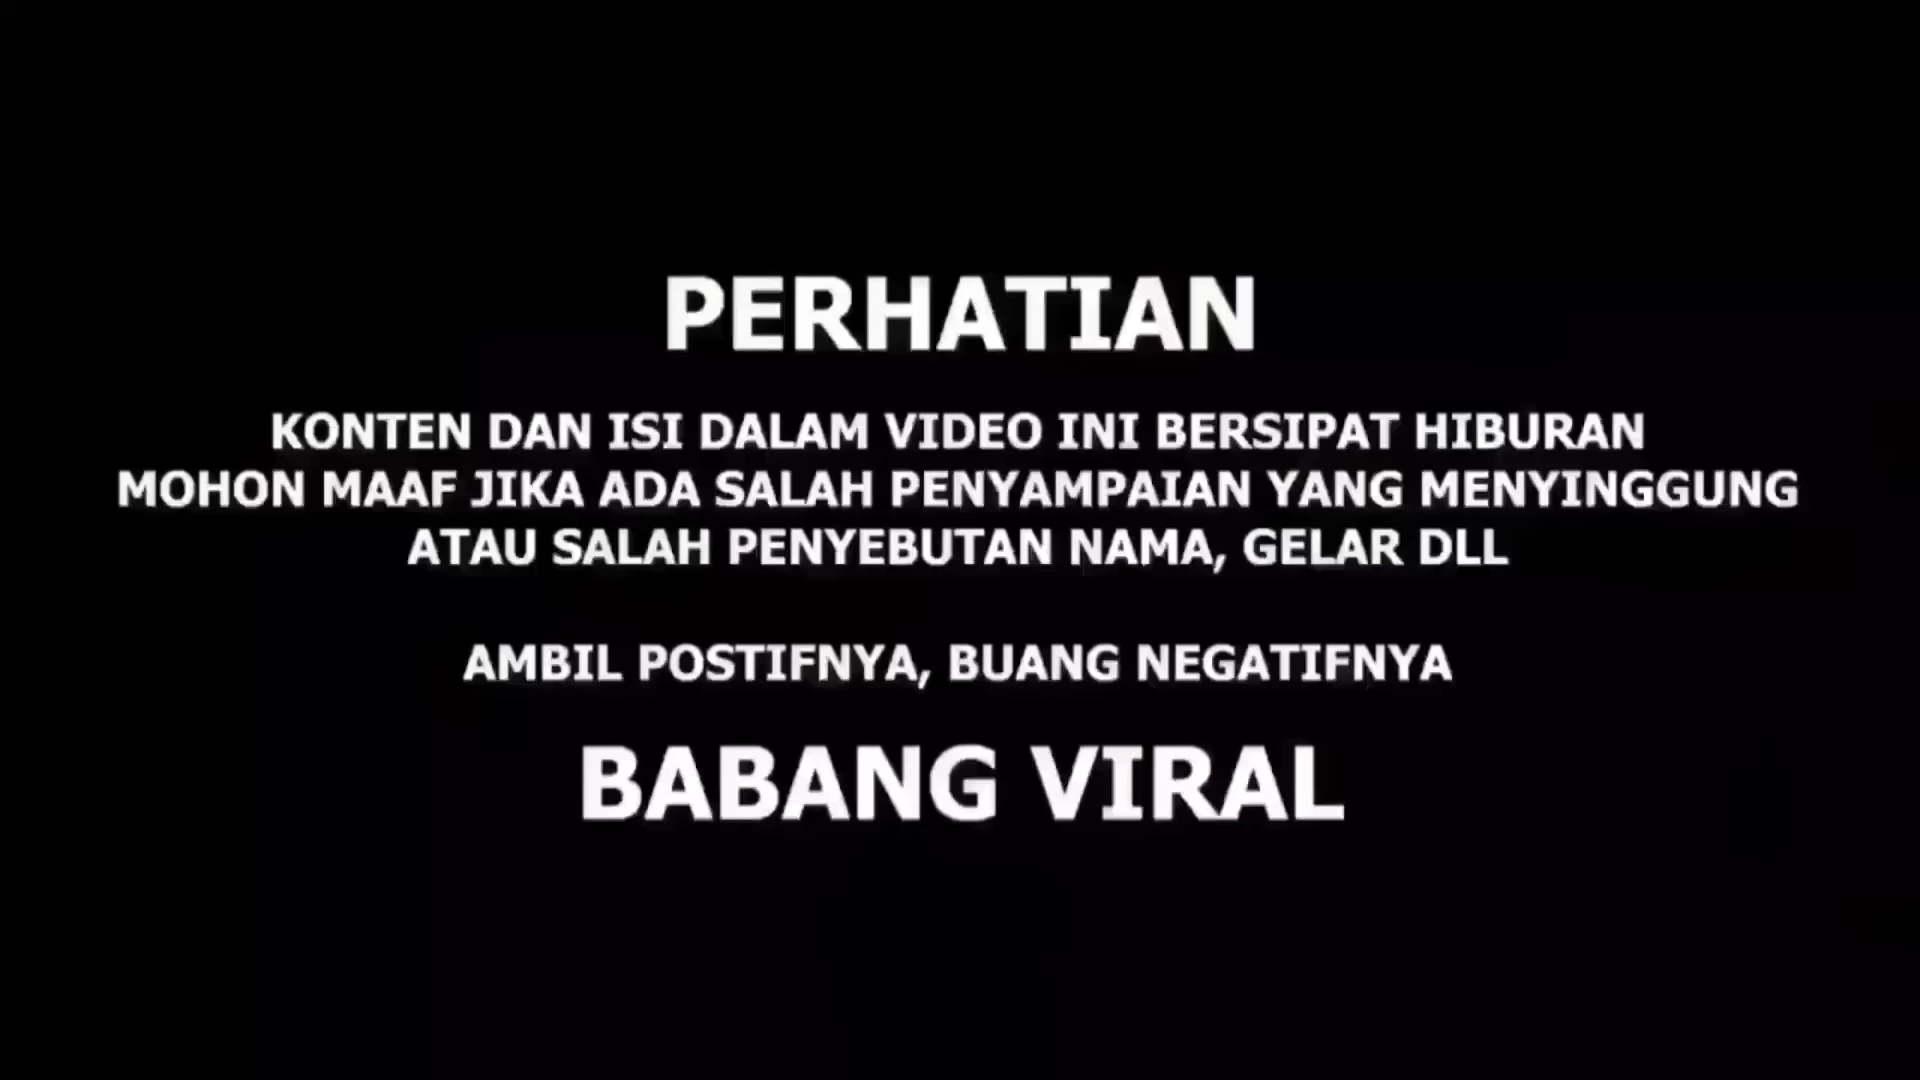 PERHATIAN
KONTEN DAN ISI DALAM VIDEO INI BERSIPAT HIBURAN
MOHON MAAF JIKA ADA SALAH PENYAMPAIAN YANG MENYINGGUNG
ATAU SALAH PENYEBUTAN NAMA, GELAR DLL
AMBIL POSTIFNYA, BUANG NEGATIFNYA
BABANG VIRAL